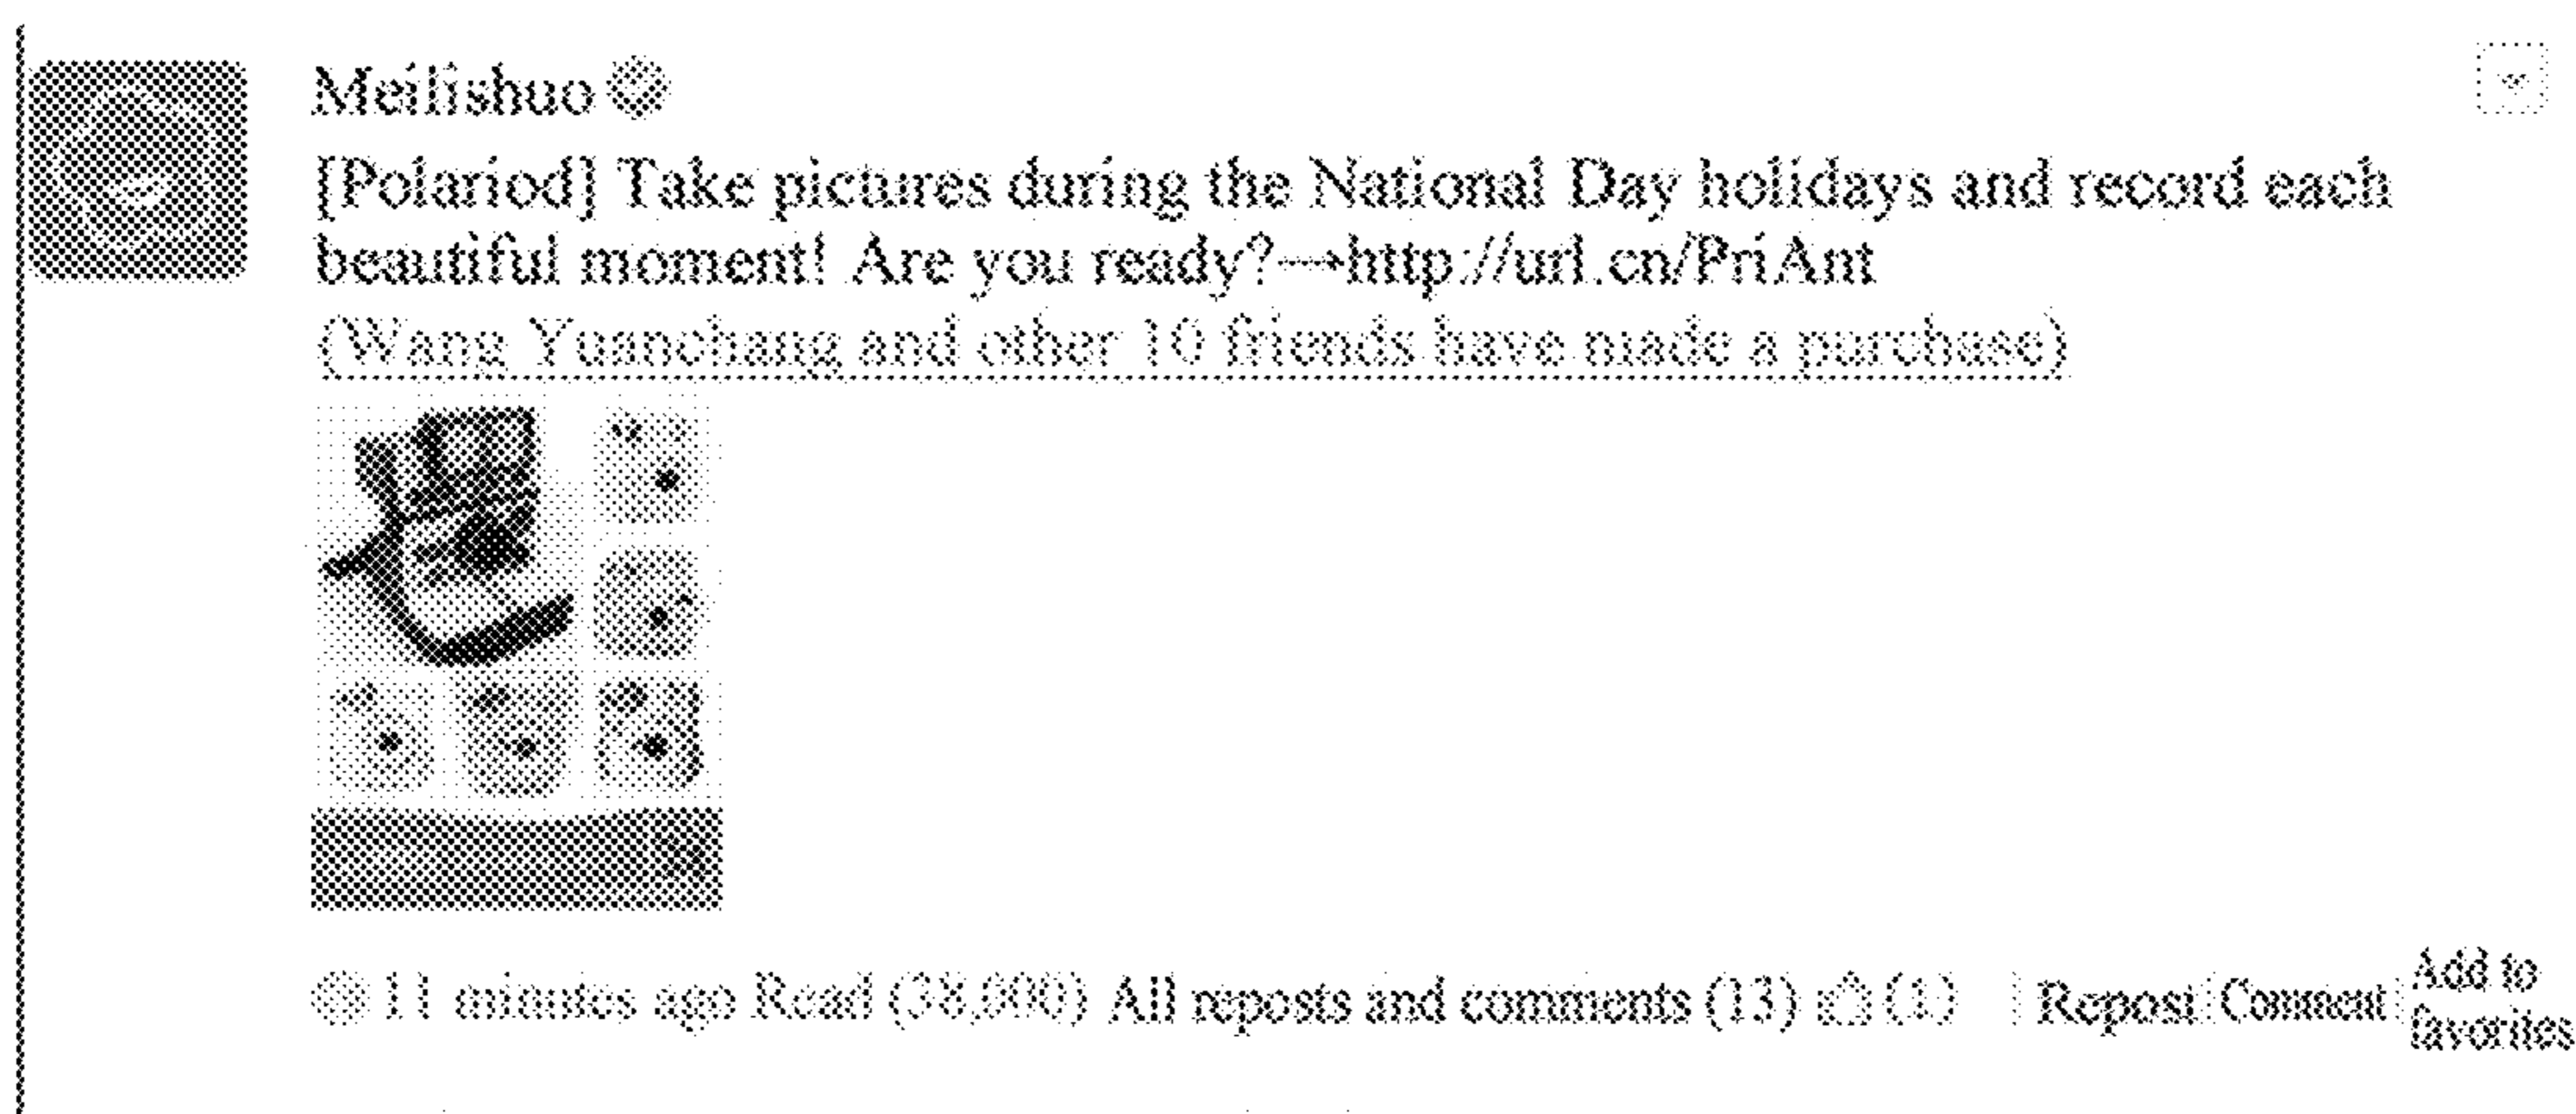 Meilishuo
[Polariod] Take pictures during the National Day holidays and record each
beautiful moment! Are you ready?→http://url.cn/PriAnt
(Wang Yuanchang and other 10 friends have made a purchase)
11 minutes ago Read (38,000) All reposts and comments (13) (1) | Repost | Comment | Add to
favorites